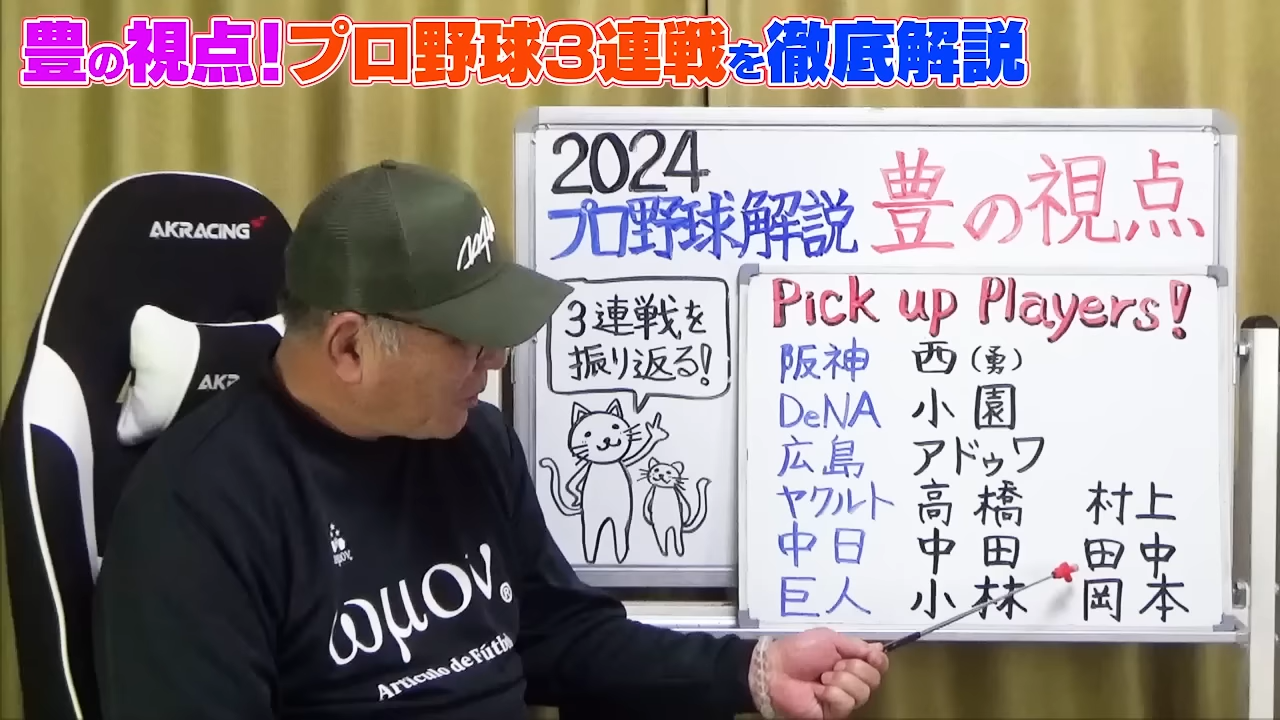 豊の視点!プロ野球3連戦を徹底解説
AKRACING
AKR
2024
プロ野球解説
豊の視点
3連戦を
振り返る!
Pick up Players!
阪神 西(勇)
DeNA 小園
広島 アドゥワ
ヤクルト 高橋 村上
中日 中田 田中
巨人 小林 岡本
ωμον®
Articulo de Fútbol